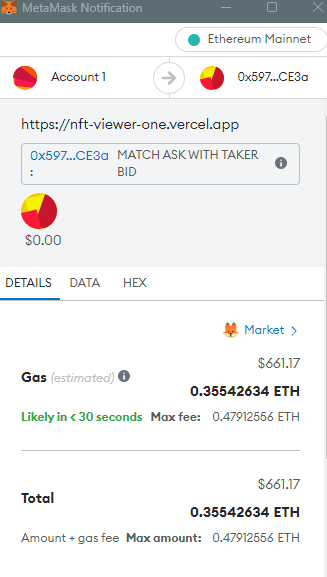 MetaMask Notification
Ethereum Mainnet
Account 1
0x597...CE3a
https://nft-viewer-one.vercel.app
0x597...CE3a MATCH ASK WITH TAKER
: BID
$0.00
DETAILS DATA HEX
Market >
$661.17
Gas (estimated) 0.35542634 ETH
Likely in < 30 seconds Max fee: 0.47912556 ETH
$661.17
Total 0.35542634 ETH
Amount + gas fee Max amount: 0.47912556 ETH